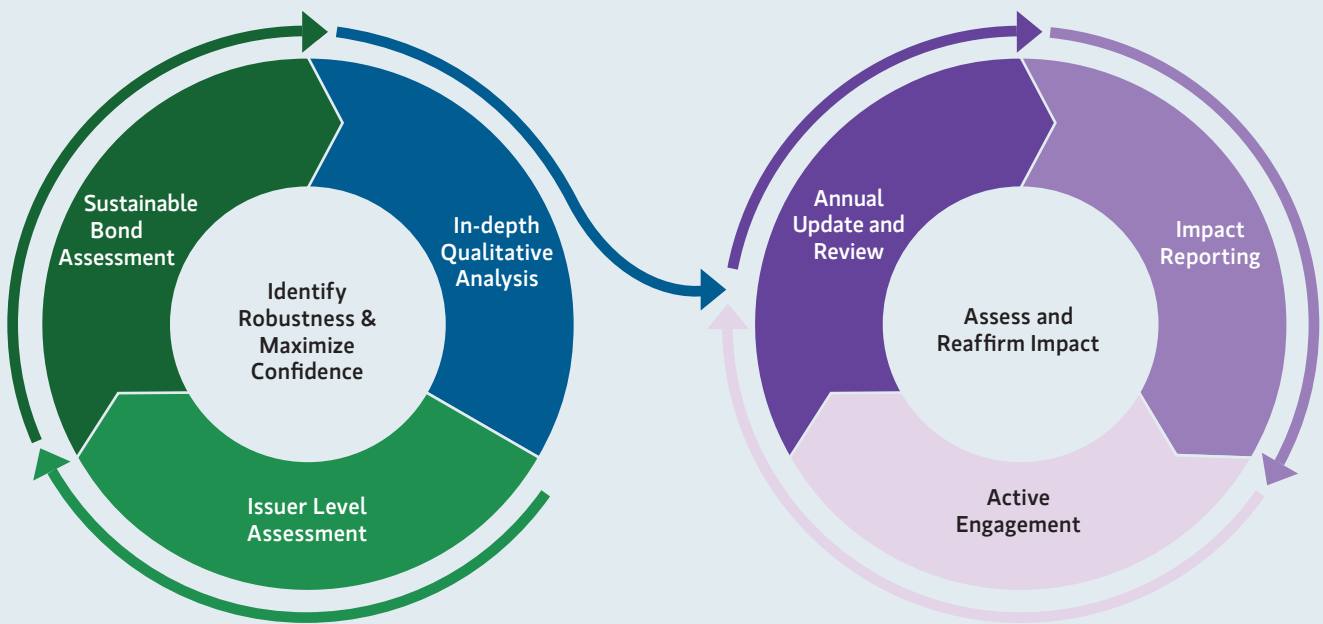 Sustainable
Bond
Assessment
In-depth
Qualitative
Analysis
Identify
Robustness &
Maximize
Confidence
Issuer Level
Assessment
Annual
Update and
Review
Impact
Reporting
Assess and
Reaffirm Impact
Active
Engagement